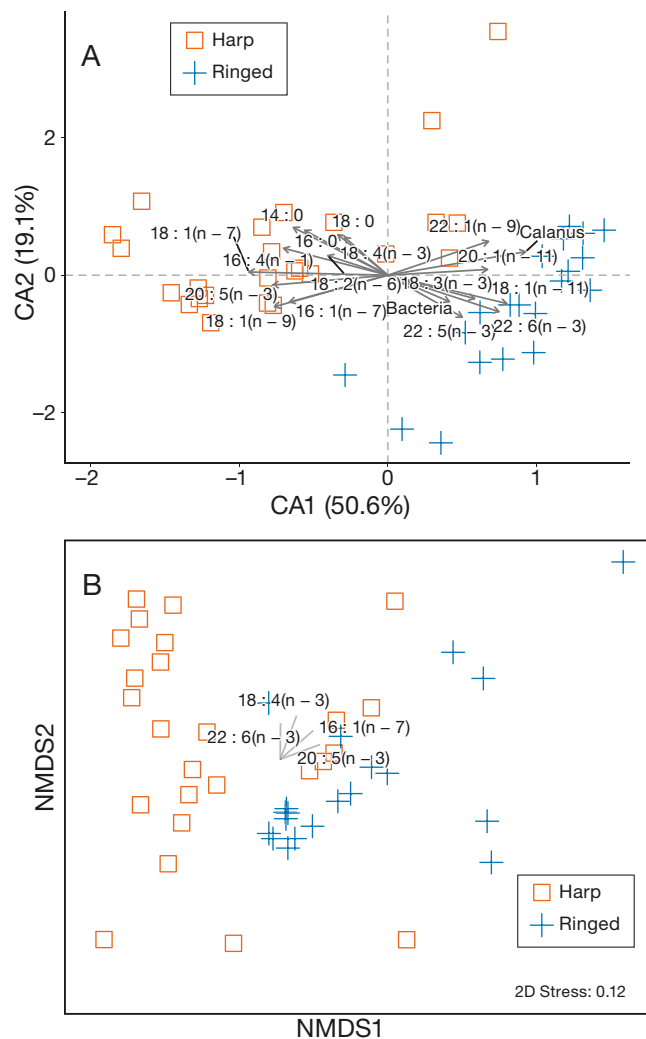 A
Harp
Ringed
2
0
−2
CA2 (19.1%)
14 : 0
18 : 0
22 : 1(n − 9)
18 : 1(n − 7)
Calanus
16 : 0
16 : 4(n − 1)
18 : 4(n − 3)
20 : 1(n − 11)
20 : 5(n − 3)
18 : 2(n − 6)
18 : 3(n − 3)
18 : 1(n − 11)
16 : 1(n − 7)
Bacteria
18 : 1(n − 9)
22 : 5(n − 3)
22 : 6(n − 3)
−2
−1
0
1
CA1 (50.6%)
B
18 : 4(n − 3)
16 : 1(n − 7)
22 : 6(n − 3)
20 : 5(n − 3)
NMDS2
Harp
Ringed
2D Stress: 0.12
NMDS1